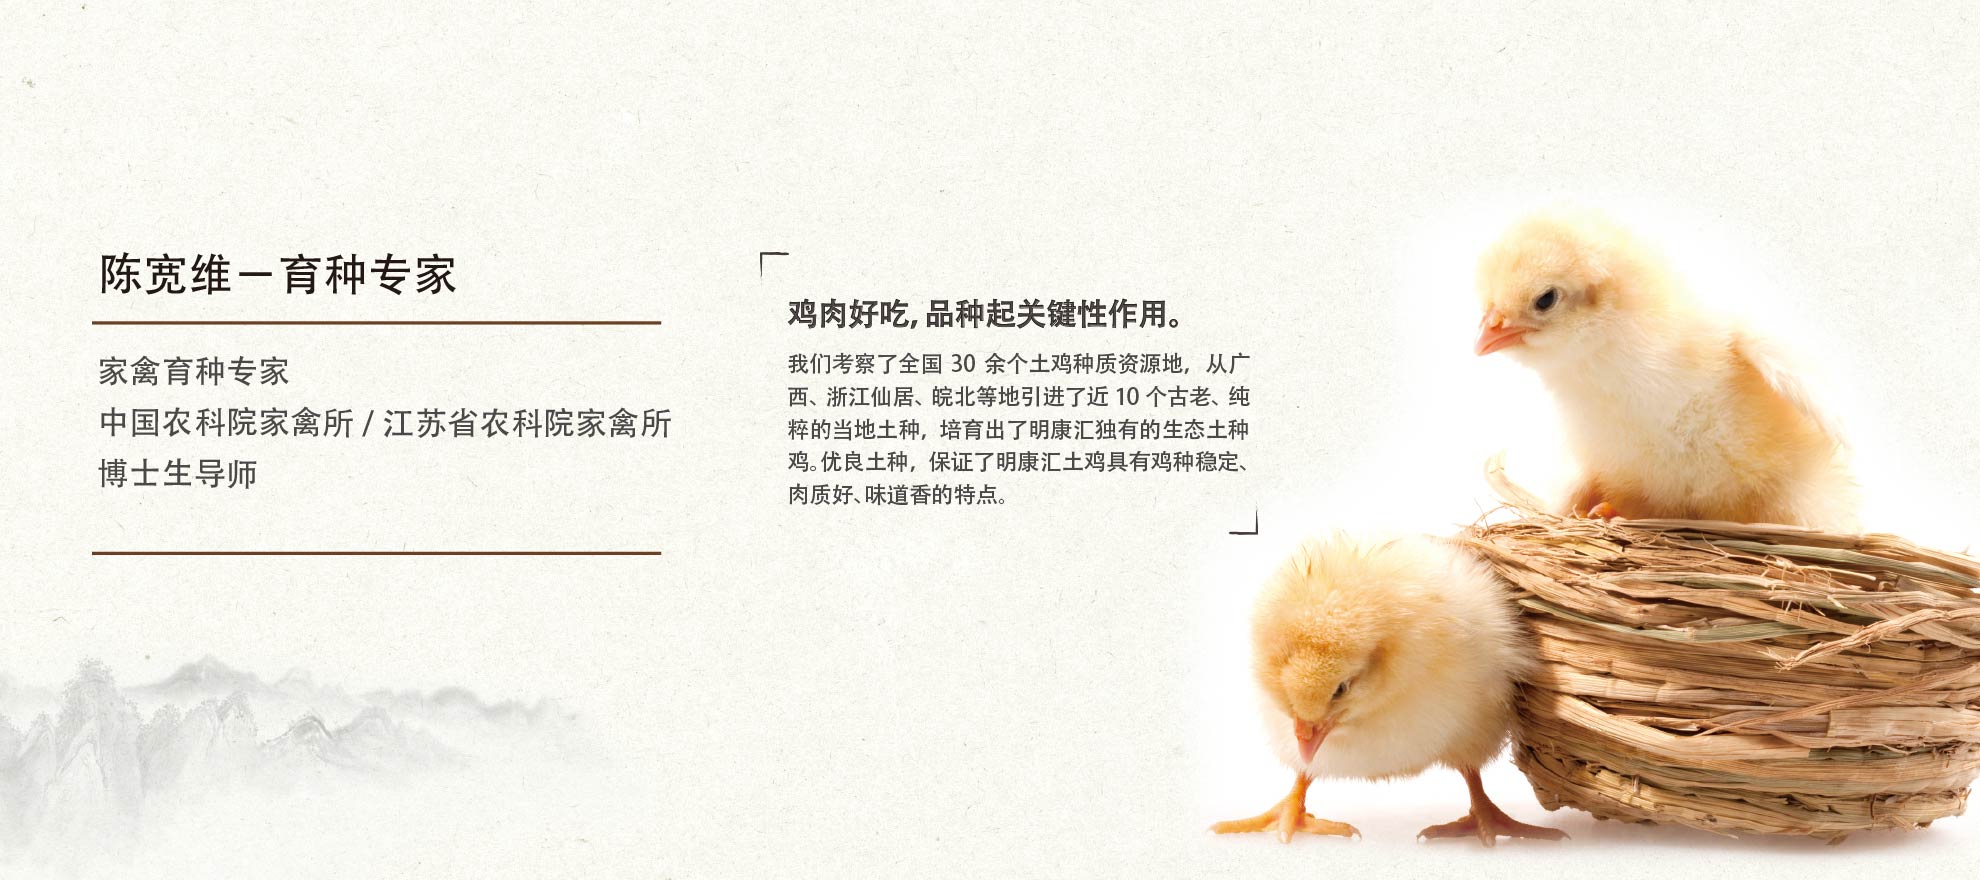 陈宽维－育种专家
家禽育种专家
中国农科院家禽所 / 江苏省农科院家禽所
博士生导师
鸡肉好吃, 品种起关键性作用。
我们考察了全国 30 余个土鸡种质资源地，从广
西、浙江仙居、皖北等地引进了近 10 个古老、纯
粹的当地土种，培育出了明康汇独有的生态土种
鸡。优良土种，保证了明康汇土鸡具有鸡种稳定、
肉质好、味道香的特点。